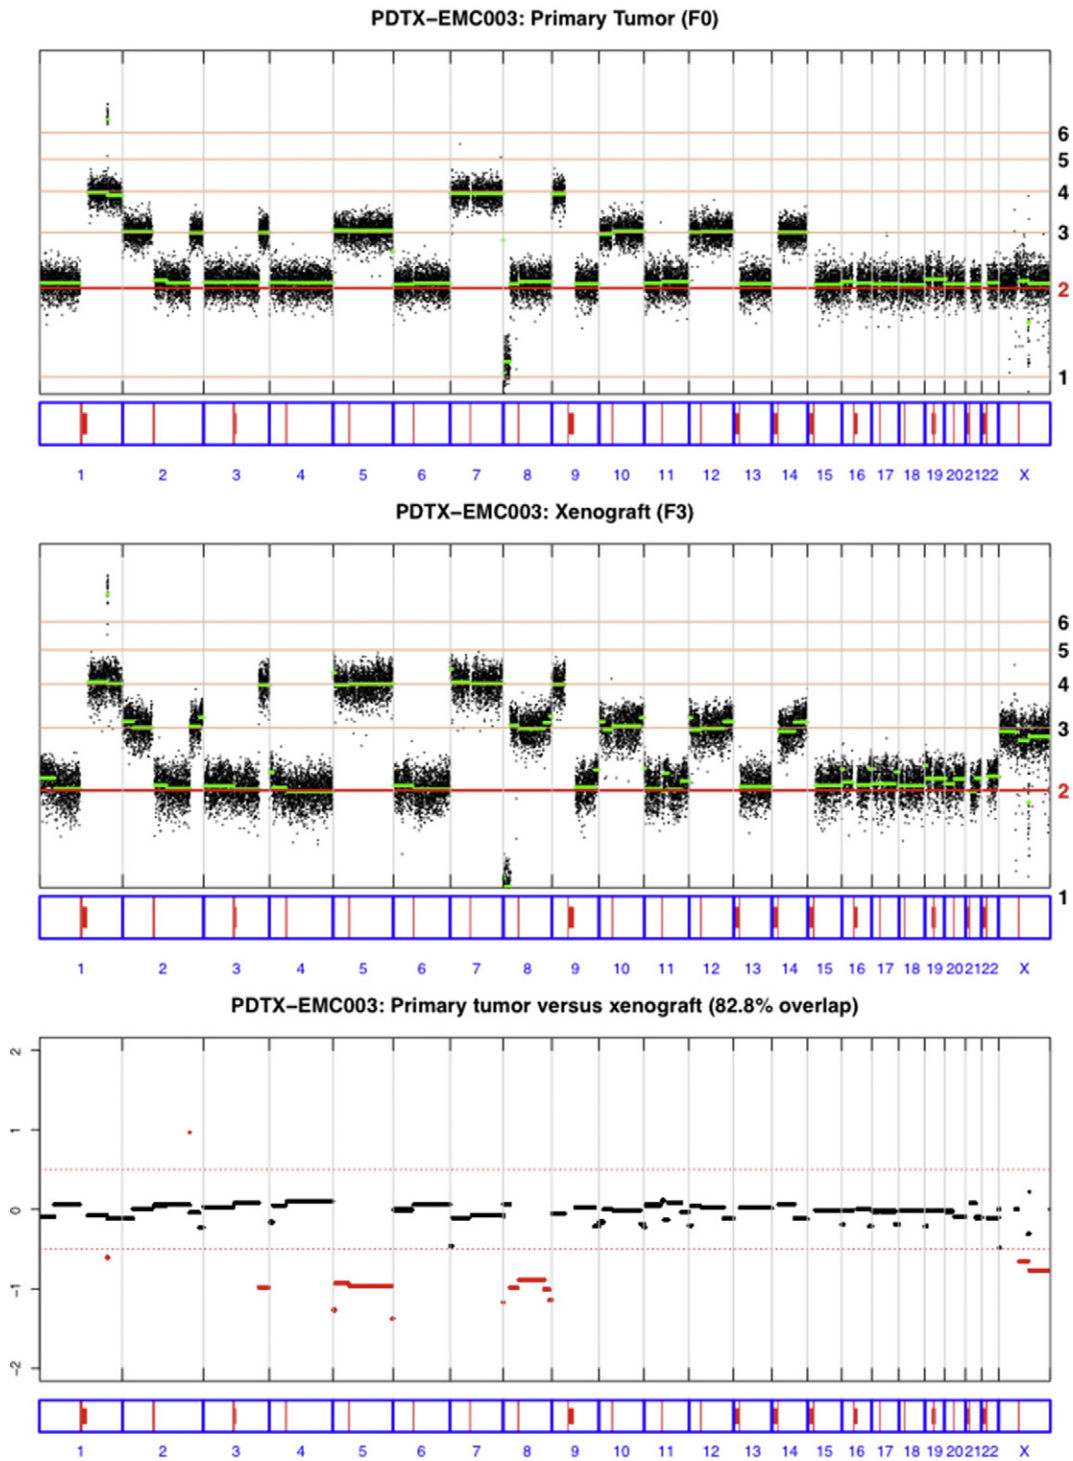 PDTX–EMC003: Primary Tumor (F0)
6
5
4
3
2
1
1 2 3 4 5 6 7 8 9 10 11 12 13 14 15 16 17 18 19 20 21 22 X
PDTX–EMC003: Xenograft (F3)
6
5
4
3
2
1
1 2 3 4 5 6 7 8 9 10 11 12 13 14 15 16 17 18 19 20 21 22 X
PDTX–EMC003: Primary tumor versus xenograft (82.8% overlap)
2
1
0
-1
-2
1 2 3 4 5 6 7 8 9 10 11 12 13 14 15 16 17 18 19 20 21 22 X